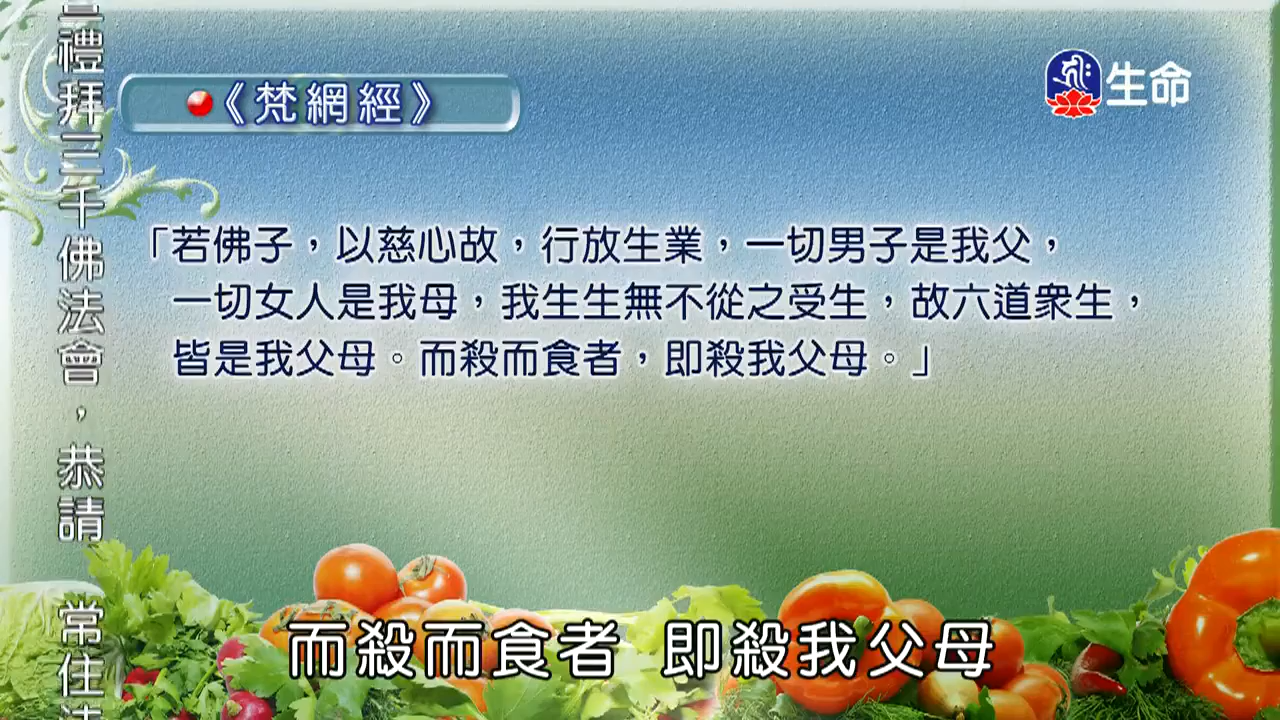 《梵網經》
生命
「若佛子，以慈心故，行放生業，一切男子是我父，
一切女人是我母，我生生無不從之受生，故六道衆生，
皆是我父母。而殺而食者，即殺我父母。」
禮拜三千佛法會，恭請 常住
而殺而食者 即殺我父母